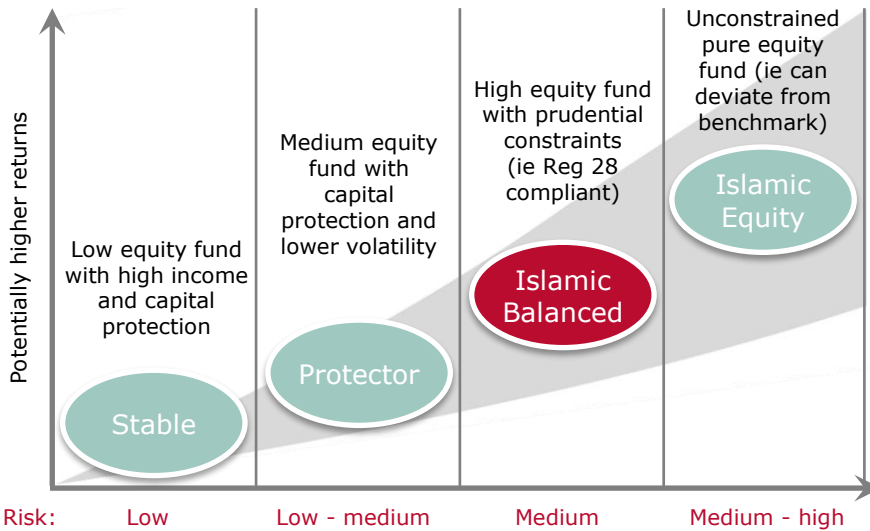 Potentially higher returns
Low equity fund
with high income
and capital
protection
Stable
Medium equity
fund with
capital
protection and
lower volatility
Protector
High equity fund
with prudential
constraints
(ie Reg 28
compliant)
Islamic
Balanced
Unconstrained
pure equity
fund (ie can
deviate from
benchmark)
Islamic
Equity
Risk: Low Low - medium Medium Medium - high